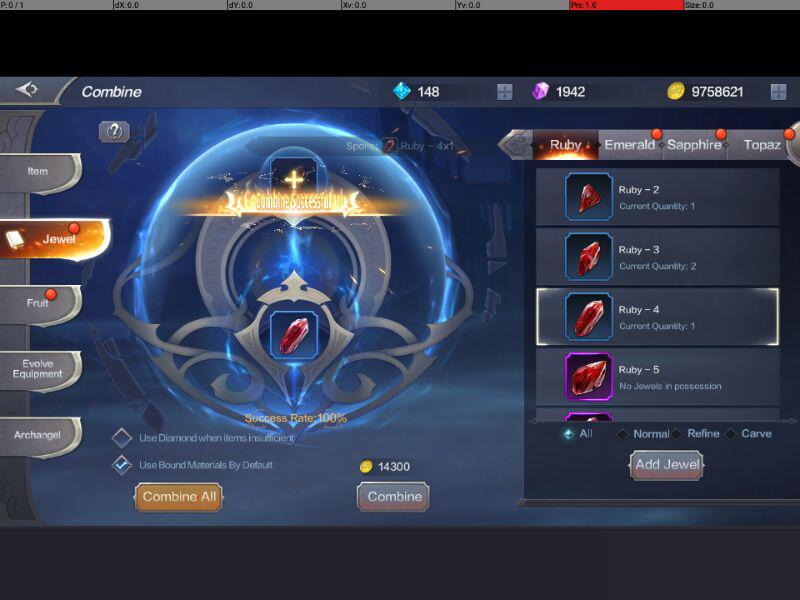 P: 0 / 1 dX: 0.0 dY: 0.0 Xv: 0.0 Yv: 0.0 Prs: 1.0 Size: 0.0
Combine 148 1942 9758621
Spoils: Ruby - 4x1
Combine Successful
Item
Jewel
Fruit
Evolve
Equipment
Archangel
Success Rate:100%
Use Diamond when items insufficient
Use Bound Materials By Default
14300
Combine All
Combine
Ruby Emerald Sapphire Topaz
Ruby - 2
Current Quantity: 1
Ruby - 3
Current Quantity: 2
Ruby - 4
Current Quantity: 1
Ruby - 5
No Jewels in possession
All Normal Refine Carve
Add Jewel